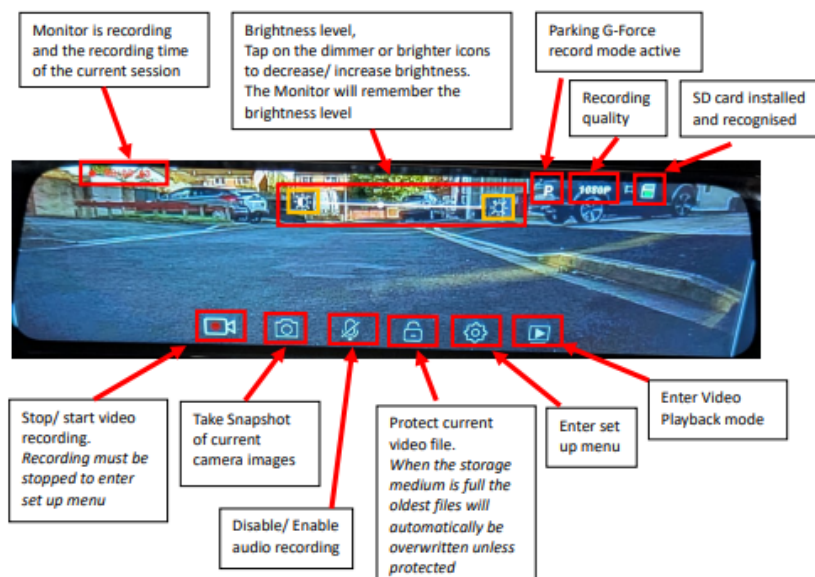 Monitor is recording
and the recording time
of the current session
Brightness level,
Tap on the dimmer or brighter icons
to decrease/ increase brightness.
The Monitor will remember the
brightness level
Parking G-Force
record mode active
Recording
quality
SD card installed
and recognised
P
1080P
Stop/ start video
recording.
Recording must be
stopped to enter
set up menu
Take Snapshot
of current
camera images
Disable/ Enable
audio recording
Protect current
video file.
When the storage
medium is full the
oldest files will
automatically be
overwritten unless
protected
Enter set
up menu
Enter Video
Playback mode